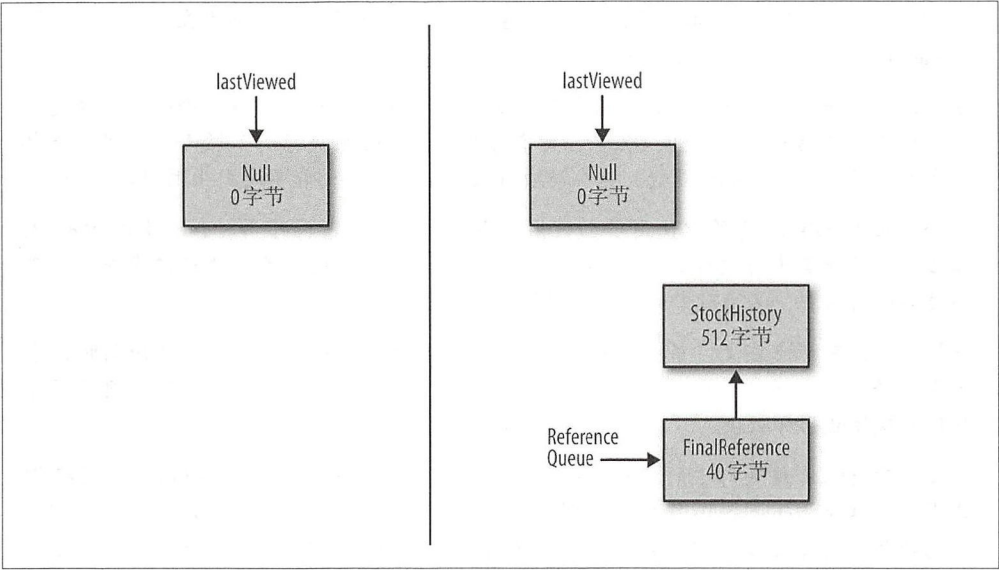 lastViewed
Null
0字节
lastViewed
Null
0字节
StockHistory
512字节
Reference
Queue
FinalReference
40字节